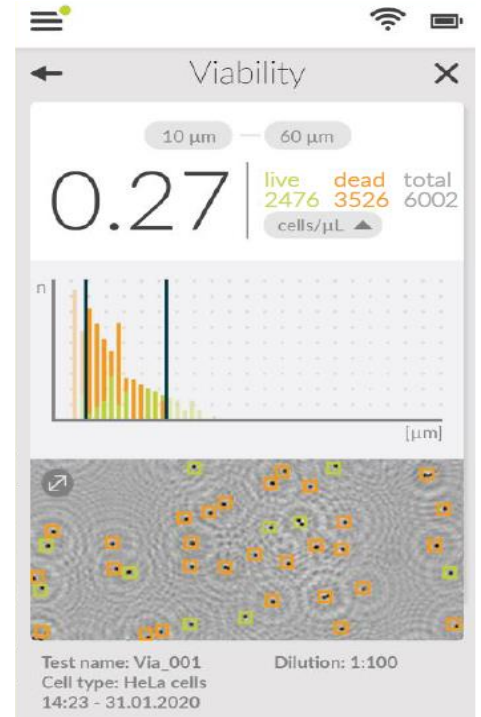 Viability
10 µm
60 µm
0.27
live dead total
2476 3526 6002
cells/µL
n
[µm]
Test name: Via_001 Dilution: 1:100
Cell type: HeLa cells
14:23 - 31.01.2020